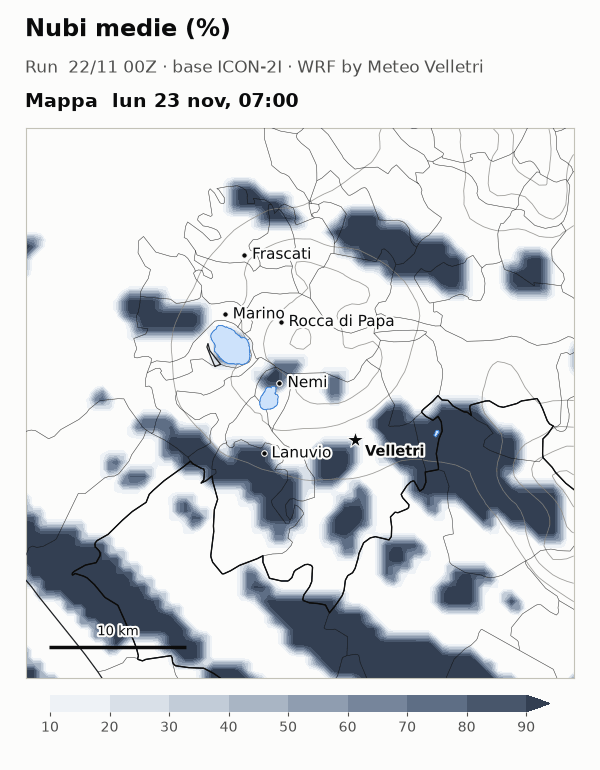 Nubi medie (%)
Run  22/11 00Z · base ICON-2I · WRF by Meteo Velletri
Mappa  lun 23 nov, 07:00
Frascati
Marino
Rocca di Papa
Nemi
Lanuvio
Velletri
10 km
10 20 30 40 50 60 70 80 90